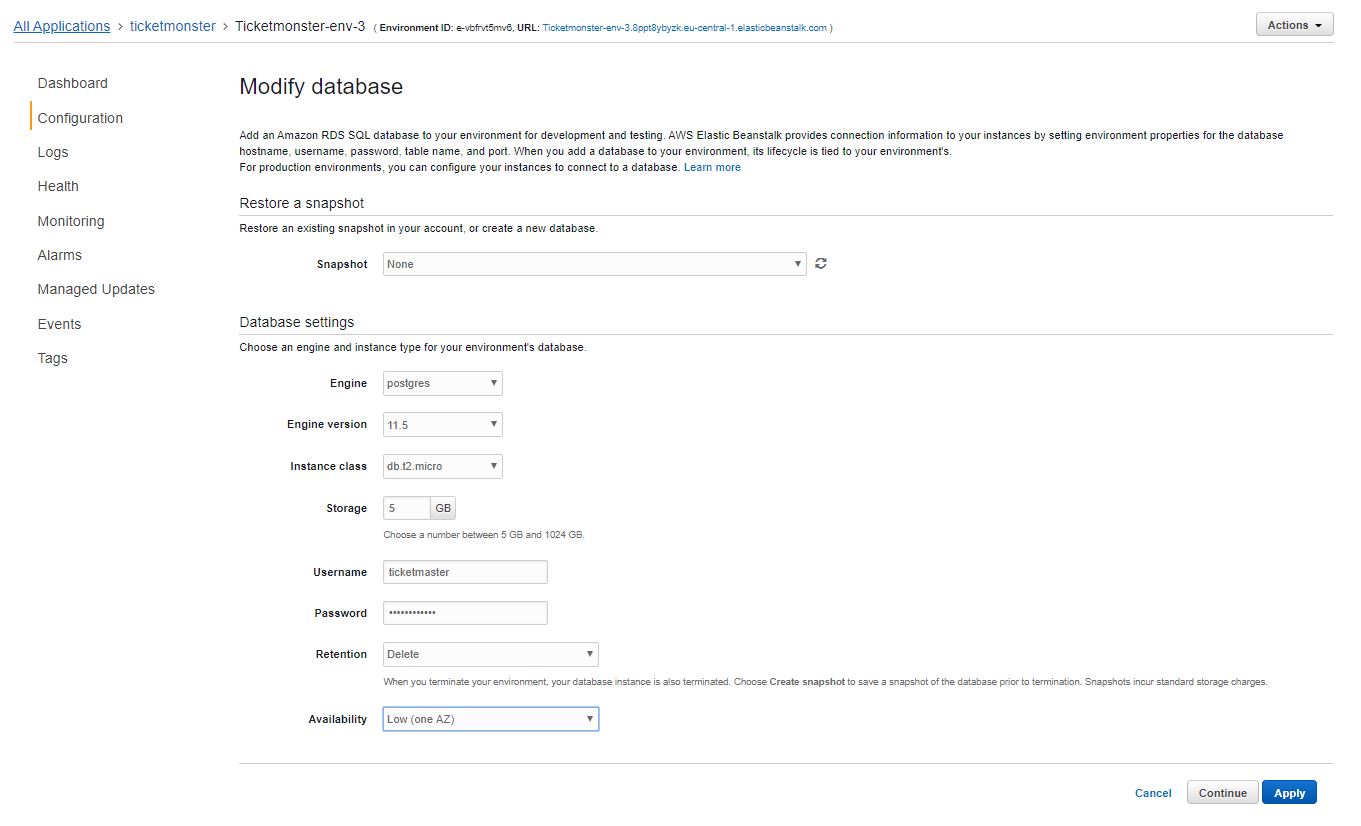 All Applications > ticketmonster > Ticketmonster-env-3 ( Environment ID: e-vbfrvt5mv6, URL: Ticketmonster-env-3.8ppt8ybyzk.eu-central-1.elasticbeanstalk.com )
Actions
Dashboard
Configuration
Logs
Health
Monitoring
Alarms
Managed Updates
Events
Tags
Modify database
Add an Amazon RDS SQL database to your environment for development and testing. AWS Elastic Beanstalk provides connection information to your instances by setting environment properties for the database
hostname, username, password, table name, and port. When you add a database to your environment, its lifecycle is tied to your environment's.
For production environments, you can configure your instances to connect to a database. Learn more
Restore a snapshot
Restore an existing snapshot in your account, or create a new database.
Snapshot None
Database settings
Choose an engine and instance type for your environment's database.
Engine postgres
Engine version 11.5
Instance class db.t2.micro
Storage 5 GB
Choose a number between 5 GB and 1024 GB.
Username ticketmaster
Password ••••••••••••
Retention Delete
When you terminate your environment, your database instance is also terminated. Choose Create snapshot to save a snapshot of the database prior to termination. Snapshots incur standard storage charges.
Availability Low (one AZ)
Cancel Continue Apply